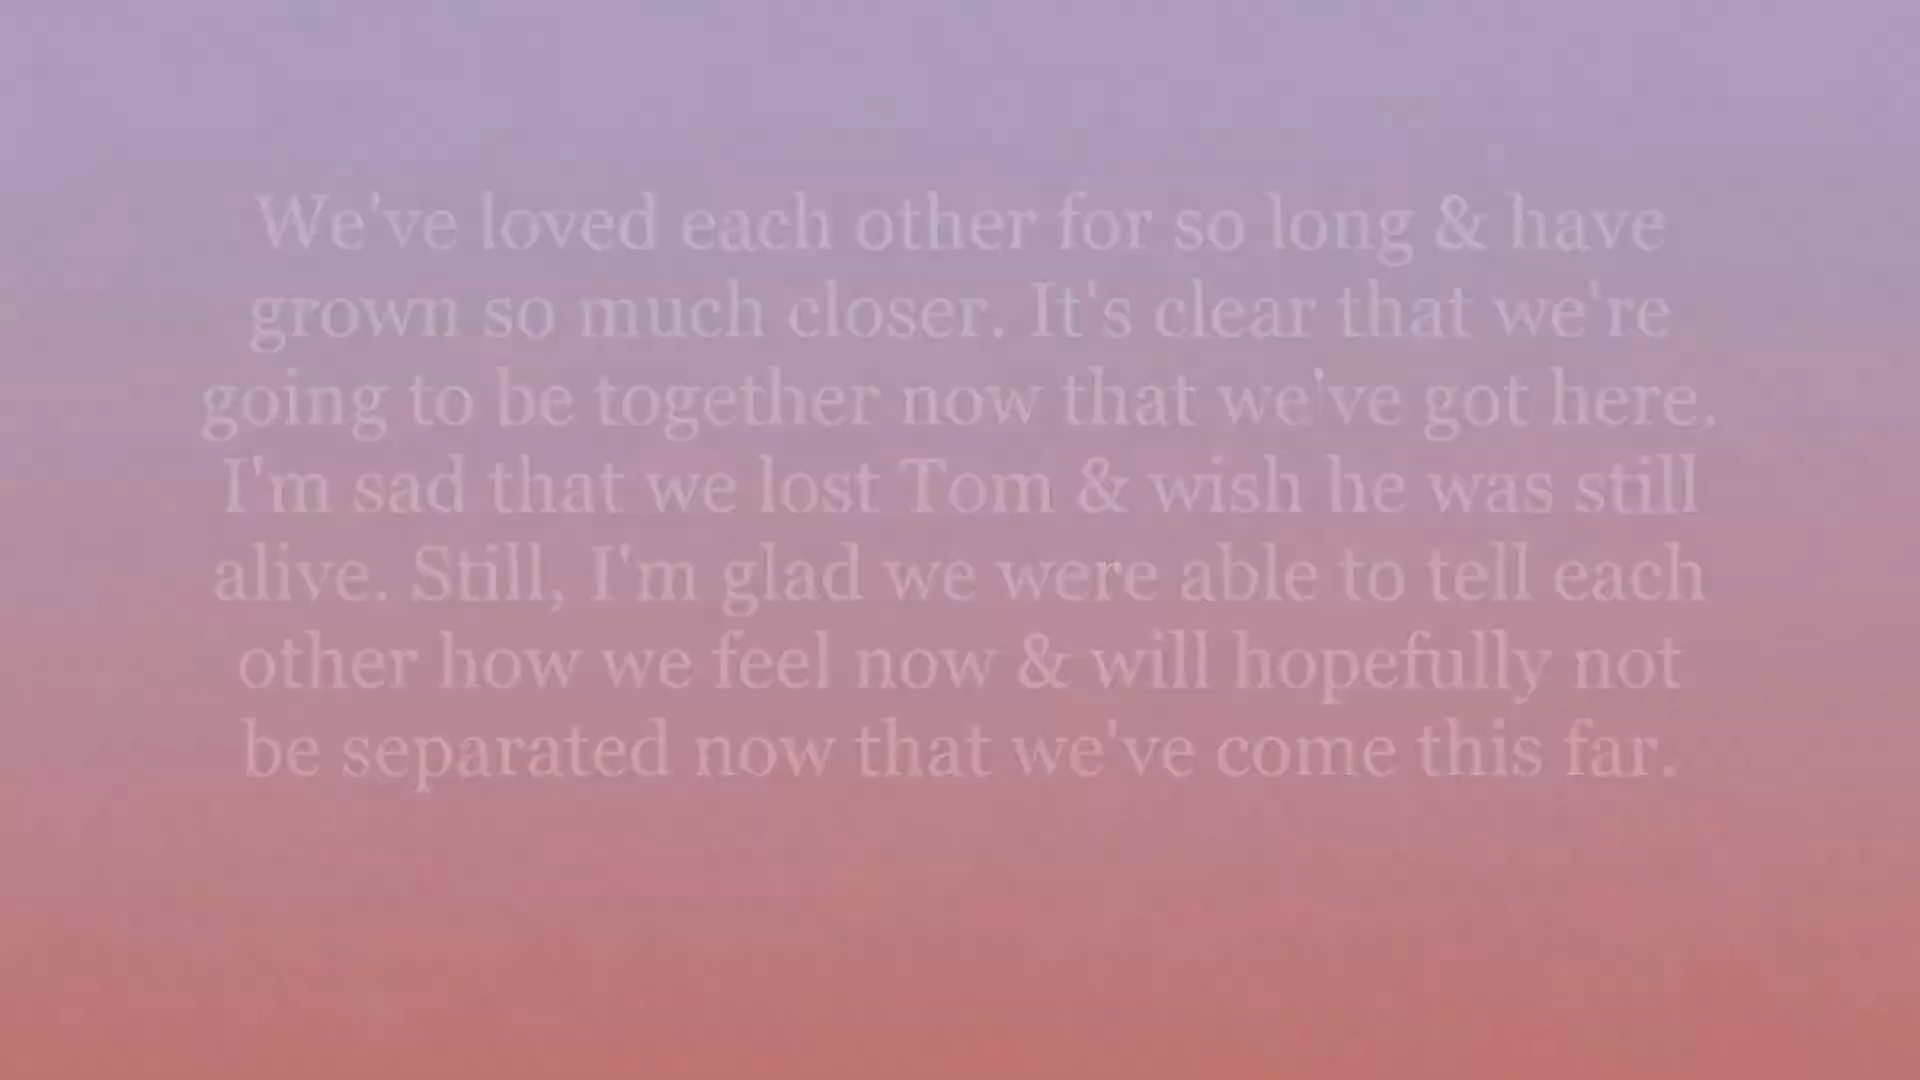 We've loved each other for so long & have
grown so much closer. It's clear that we're
going to be together now that we've got here.
I'm sad that we lost Tom & wish he was still
alive. Still, I'm glad we were able to tell each
other how we feel now & will hopefully not
be separated now that we've come this far.